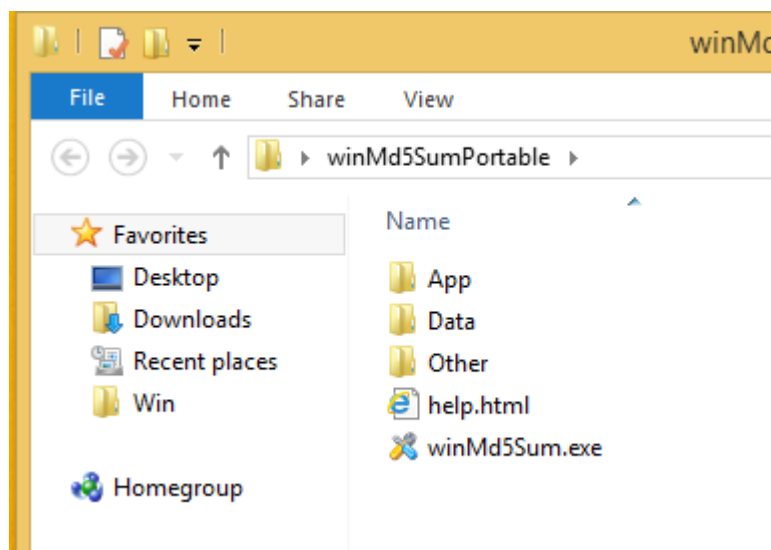 winMd
File Home Share View
winMd5SumPortable
Favorites
Desktop
Downloads
Recent places
Win
Homegroup
Name
App
Data
Other
help.html
winMd5Sum.exe